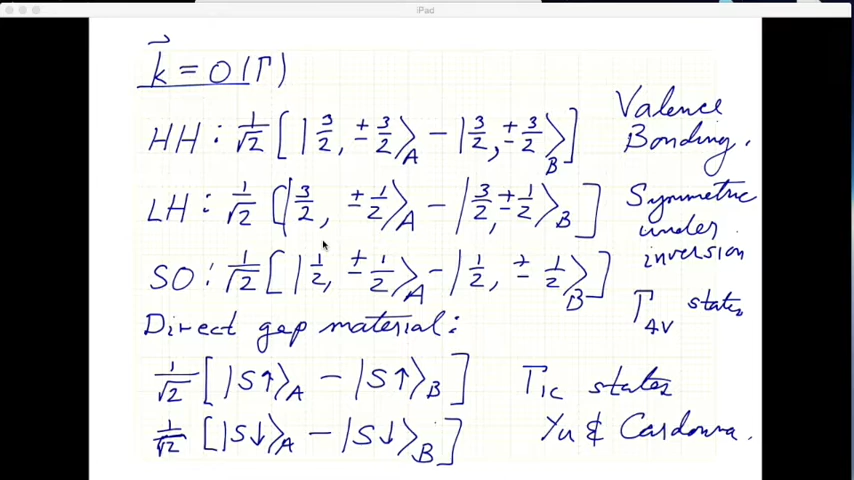 iPad
k⃗ = 0 (Γ)
HH : 1/√2 [ |3/2, ±3/2⟩_A − |3/2, ±3/2⟩_B ]
Valence Bonding.
LH : 1/√2 [ |3/2, ±1/2⟩_A − |3/2, ±1/2⟩_B ]
Symmetric
under
inversion
SO : 1/√2 [ |1/2, ±1/2⟩_A − |1/2, ±1/2⟩_B ]
Γ_4V states
Direct gap material :
1/√2 [ |S↑⟩_A − |S↑⟩_B ]
Γ_1C states
1/√2 [ |S↓⟩_A − |S↓⟩_B ]
Yu & Cardona.